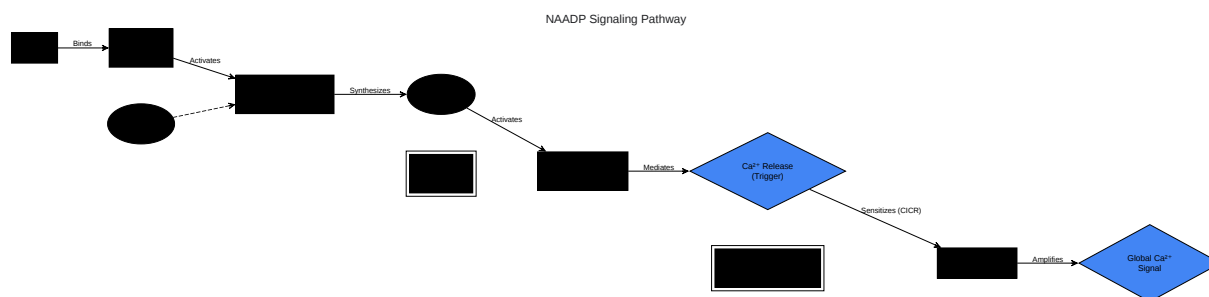 NAADP Signaling Pathway
Binds
Activates
Synthesizes
Activates
Mediates
Ca²⁺ Release
(Trigger)
Sensitizes (CICR)
Amplifies
Global Ca²⁺
Signal